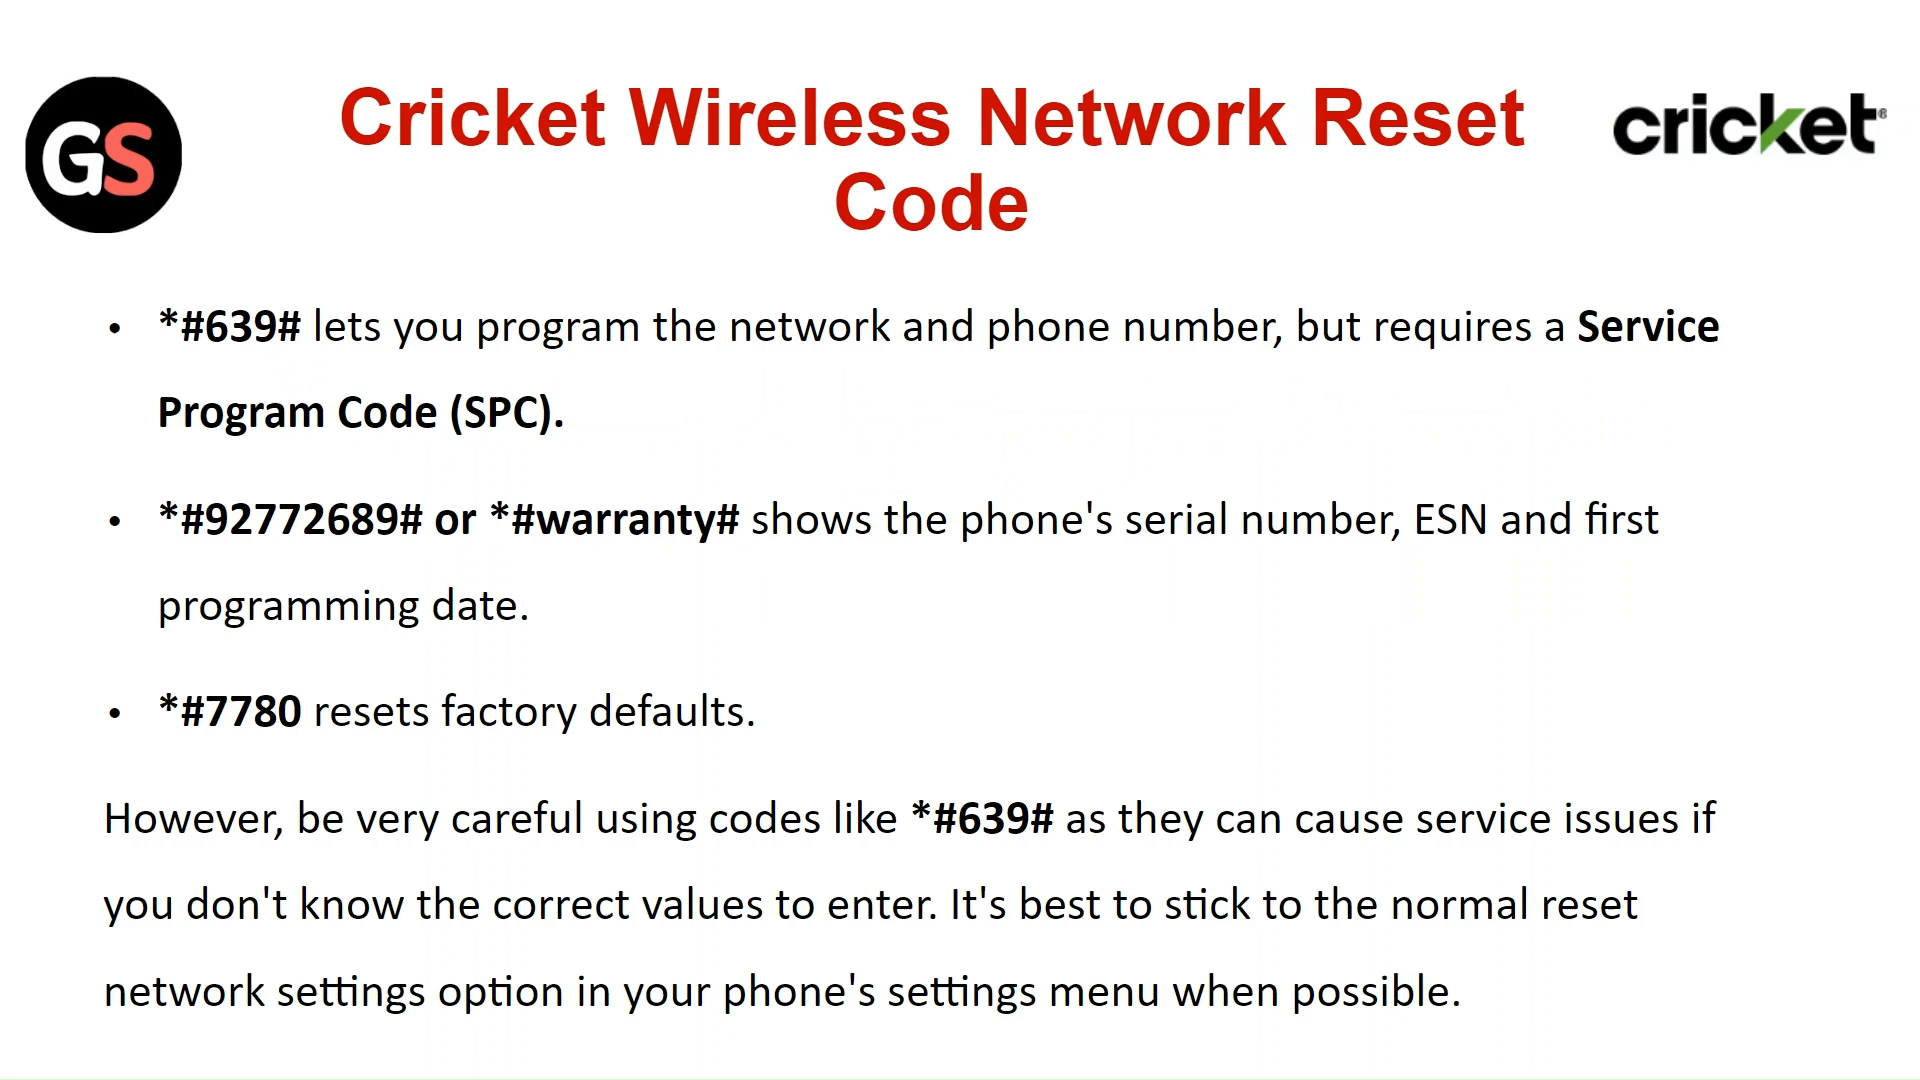 GS
Cricket Wireless Network Reset
Code
cricket®
• *#639# lets you program the network and phone number, but requires a Service
Program Code (SPC).
• *#92772689# or *#warranty# shows the phone's serial number, ESN and first
programming date.
• *#7780 resets factory defaults.
However, be very careful using codes like *#639# as they can cause service issues if
you don't know the correct values to enter. It's best to stick to the normal reset
network settings option in your phone's settings menu when possible.